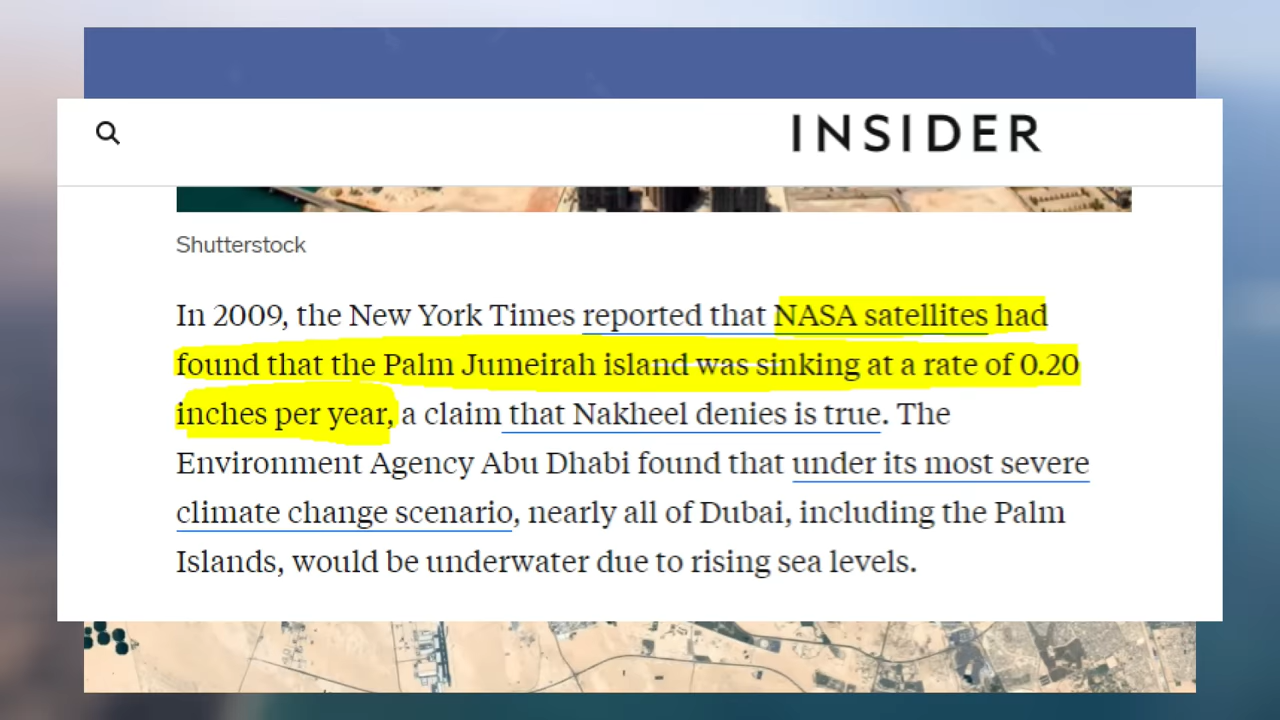 INSIDER
Shutterstock
In 2009, the New York Times reported that NASA satellites had
found that the Palm Jumeirah island was sinking at a rate of 0.20
inches per year, a claim that Nakheel denies is true. The
Environment Agency Abu Dhabi found that under its most severe
climate change scenario, nearly all of Dubai, including the Palm
Islands, would be underwater due to rising sea levels.